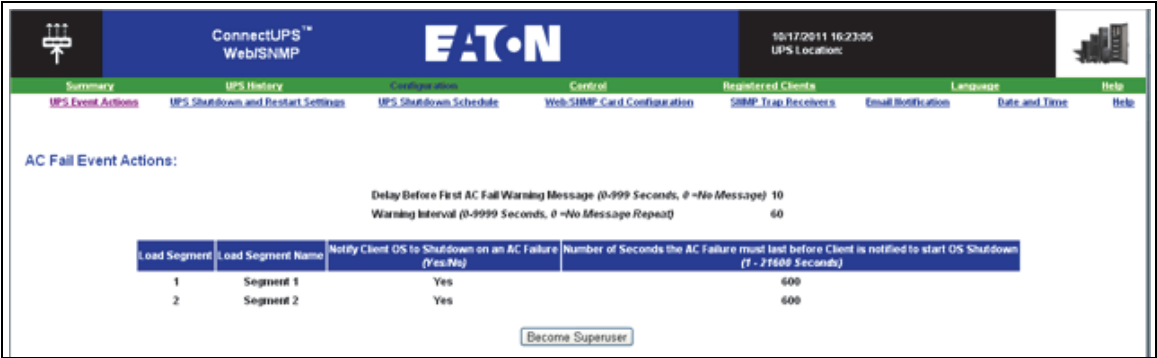 ConnectUPS™
Web/SNMP
EATON
10/17/2011 16:23:05
UPS Location:
Summary UPS History Configuration Control Registered Clients Language Help
UPS Event Actions UPS Shutdown and Restart Settings UPS Shutdown Schedule Web/SNMP Card Configuration SNMP Trap Receivers Email Notification Date and Time Help
AC Fail Event Actions:
Delay Before First AC Fail Warning Message (0-999 Seconds, 0 =No Message) 10
Warning Interval (0-9999 Seconds, 0 =No Message Repeat) 60
Load Segment Load Segment Name Notify Client OS to Shutdown on an AC Failure (Yes/No) Number of Seconds the AC Failure must last before Client is notified to start OS Shutdown (1 - 21600 Seconds)
1 Segment 1 Yes 600
2 Segment 2 Yes 600
Become Superuser